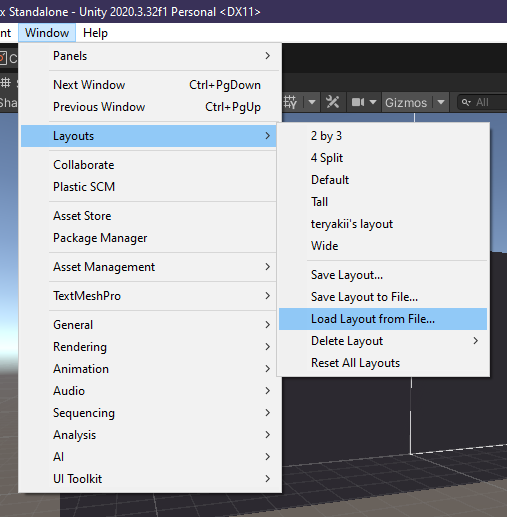 x Standalone - Unity 2020.3.32f1 Personal <DX11>
nt Window Help
Panels
Next Window Ctrl+PgDown
Previous Window Ctrl+PgUp
Layouts
Collaborate
Plastic SCM
Asset Store
Package Manager
Asset Management
TextMeshPro
General
Rendering
Animation
Audio
Sequencing
Analysis
AI
UI Toolkit
2 by 3
4 Split
Default
Tall
teryakii's layout
Wide
Save Layout...
Save Layout to File...
Load Layout from File...
Delete Layout
Reset All Layouts
C
# S
Sha
Gizmos
All